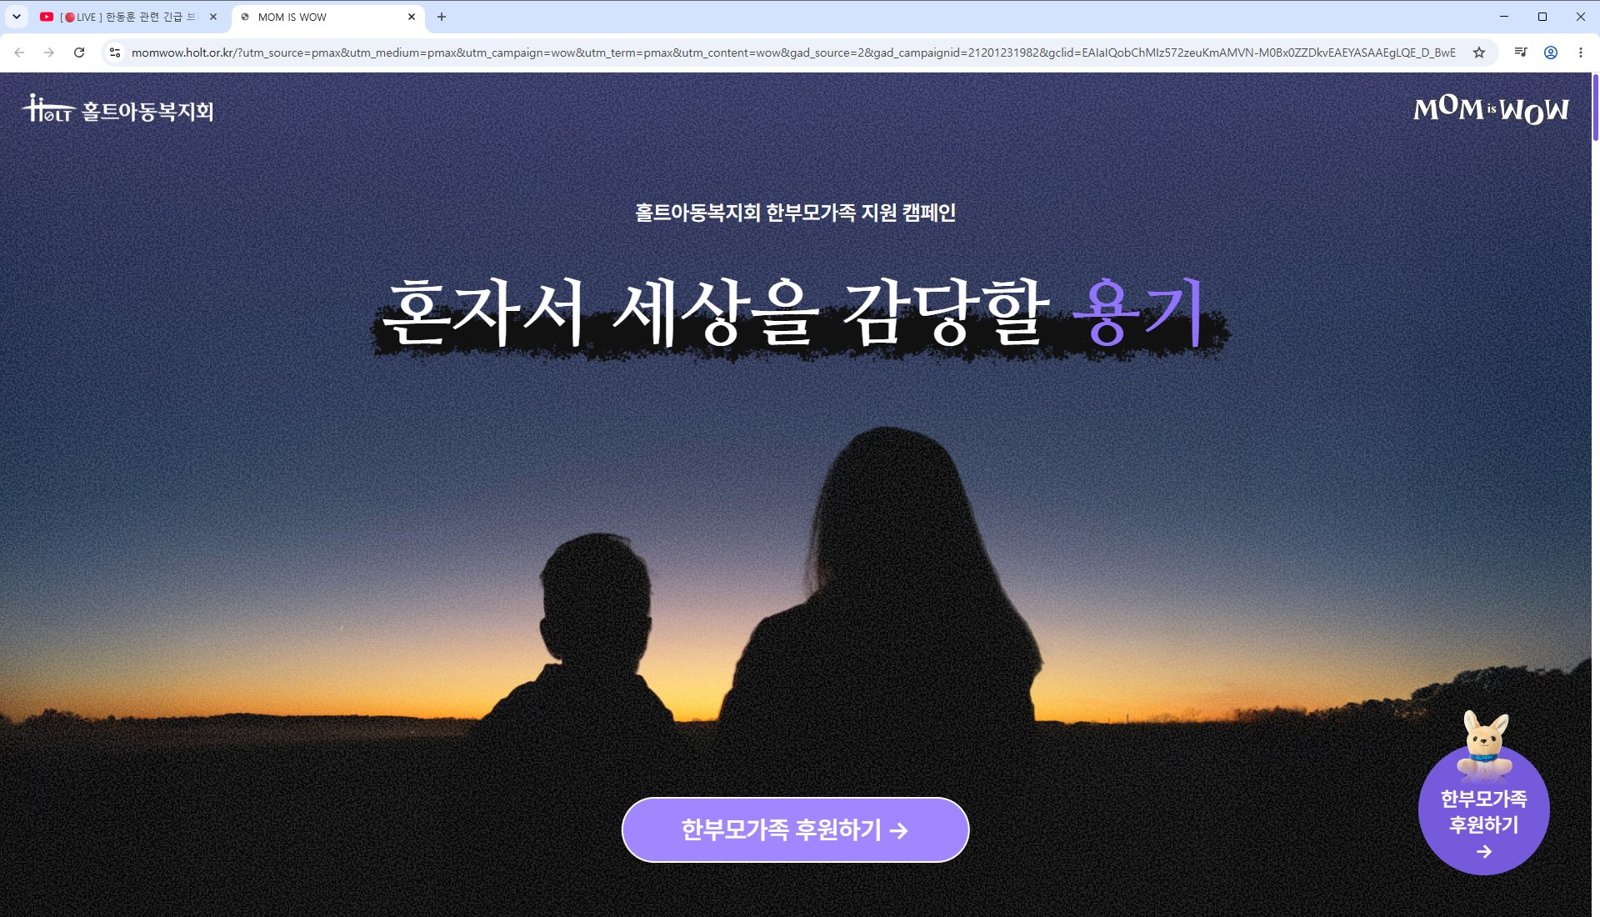 [🔴LIVE ] 한동훈 관련 긴급 브
MOM IS WOW
momwow.holt.or.kr/?utm_source=pmax&utm_medium=pmax&utm_campaign=wow&utm_term=pmax&utm_content=wow&gad_source=2&gad_campaignid=21201231982&gclid=EAIaIQobChMIz572zeuKmAMVN-M0Bx0ZZDkvEAEYASAAEgLQE_D_BwE
HOLT 홀트아동복지회
MOM is WOW
홀트아동복지회 한부모가족 지원 캠페인
혼자서 세상을 감당할 용기
한부모가족 후원하기 →
한부모가족
후원하기
→